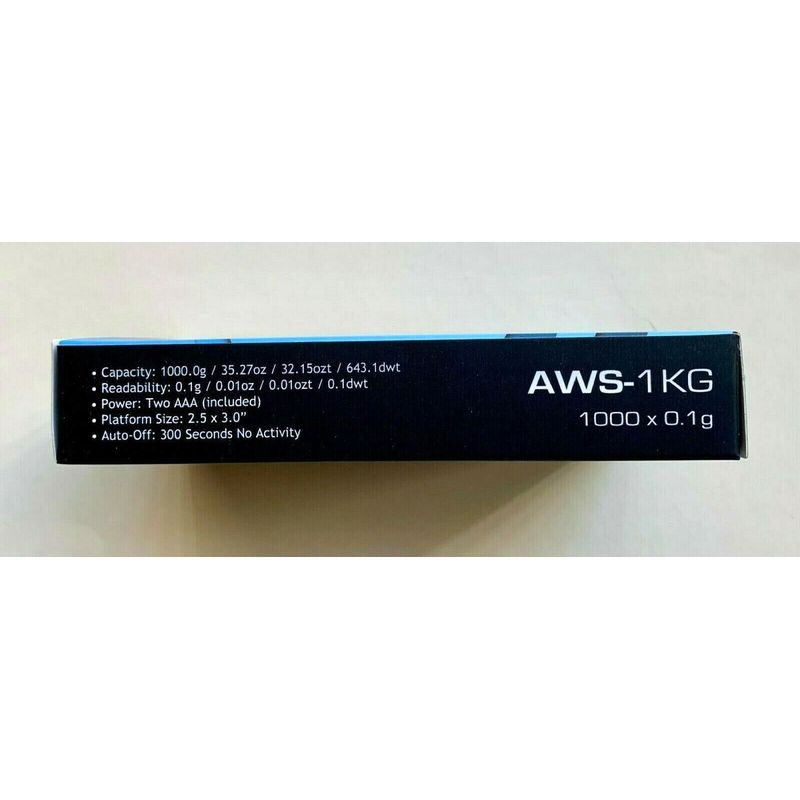 • Capacity: 1000.0g / 35.27oz / 32.15ozt / 643.1dwt
• Readability: 0.1g / 0.01oz / 0.01ozt / 0.1dwt
• Power: Two AAA (included)
• Platform Size: 2.5 x 3.0”
• Auto-Off: 300 Seconds No Activity
AWS-1KG
1000 x 0.1g